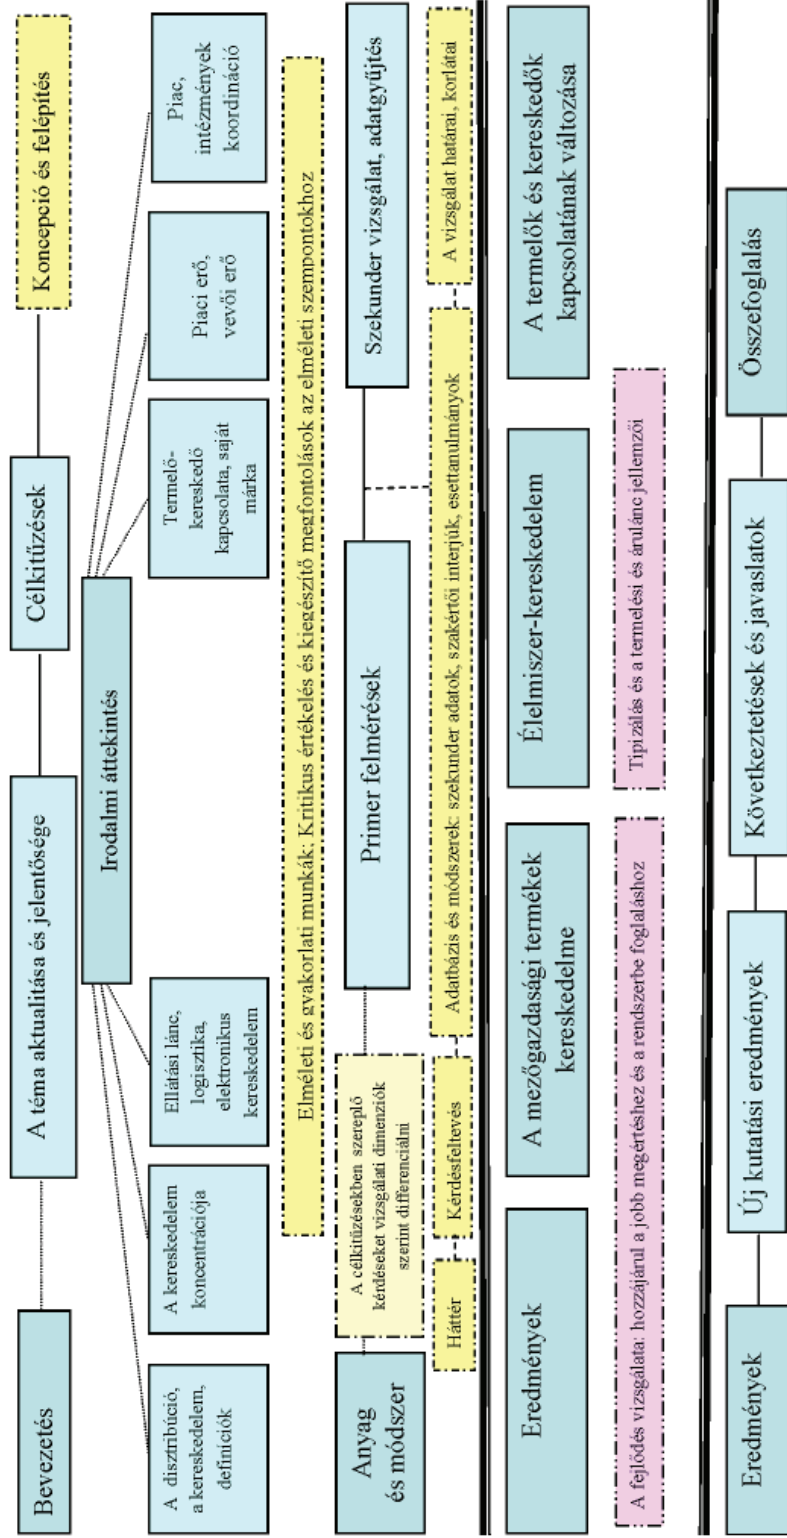 Bevezetés
A téma aktualitása és jelentősége
Célkitűzések
Koncepció és felépítés
Irodalmi áttekintés
A disztribúció,
a kereskedelem,
definíciók
A kereskedelem
koncentrációja
Ellátási lánc,
logisztika,
elektronikus
kereskedelem
Termelő-
kereskedő
kapcsolata, saját
márka
Piaci erő,
vevői erő
Piac,
intézmények
koordináció
Elméleti és gyakorlati munkák; Kritikus értékelés és kiegészítő megfontolások az elméleti szempontokhoz
Anyag
és módszer
A célkitűzésekben szereplő
kérdéseket vizsgálati dimenziók
szerint differenciálni
Primer felmérések
Szekunder vizsgálat, adatgyűjtés
Háttér
Kérdésfeltevés
Adatbázis és módszerek: szekunder adatok, szakértői interjúk, esettanulmányok
A vizsgálat határai, korlátai
Eredmények
A mezőgazdasági termékek
kereskedelme
Élelmiszer-kereskedelem
A termelők és kereskedők
kapcsolatának változása
A fejlődés vizsgálata: hozzájárul a jobb megértéshez és a rendszerbe foglaláshoz
Tipizálás és a termelési és árulánc jellemzői
Eredmények
Új kutatási eredmények
Következtetések és javaslatok
Összefoglalás